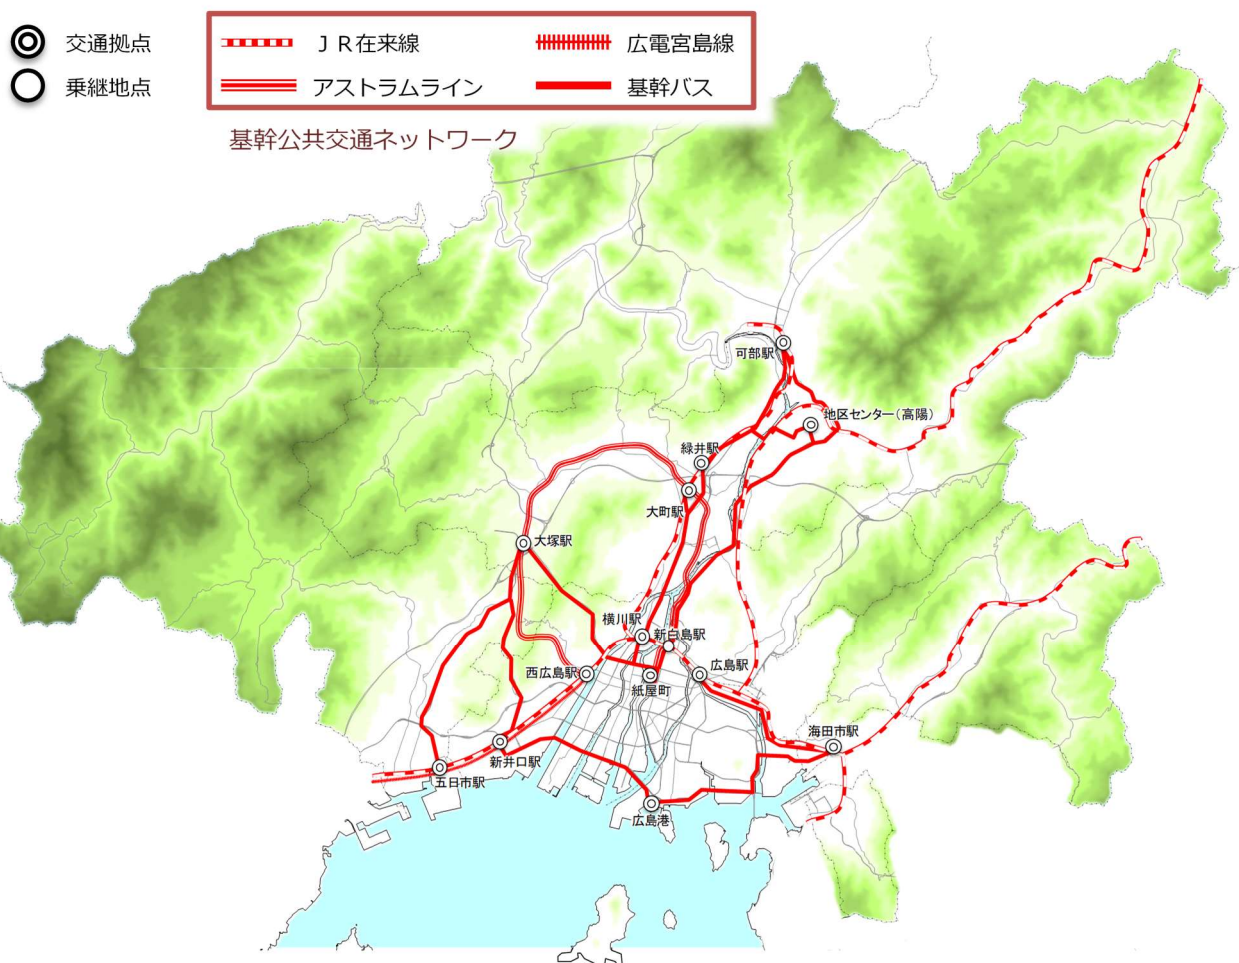 交通拠点
乗継地点
ＪＲ在来線
広電宮島線
アストラムライン
基幹バス
基幹公共交通ネットワーク
可部駅
地区センター(高陽)
緑井駅
大町駅
大塚駅
横川駅
新白島駅
西広島駅
紙屋町
広島駅
海田市駅
新井口駅
五日市駅
広島港